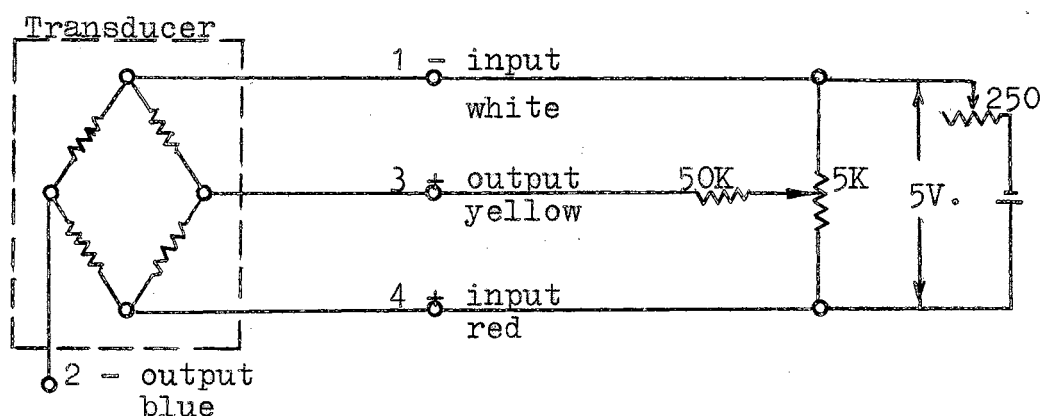 Transducer
1 - input
white
250
3 + output
yellow
50K
5K
5V.
4 + input
red
2 - output
blue